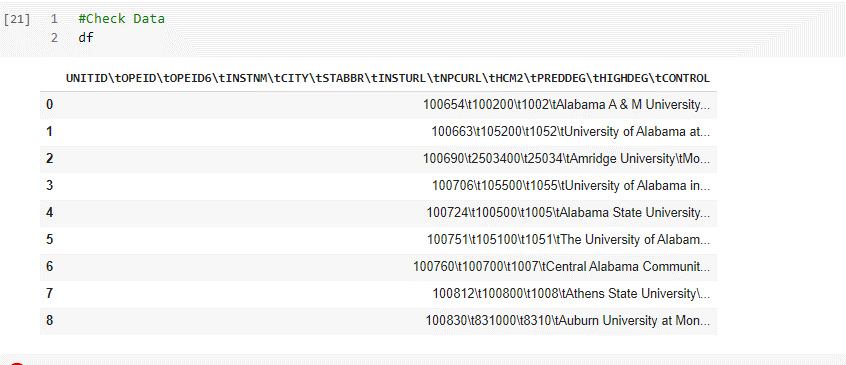 [21] 1 #Check Data
2 df
UNITID\tOPEID\tOPEID6\tINSTNM\tCITY\tSTABBR\tINSTURL\tNPCURL\tHCM2\tPREDDEG\tHIGHDEG\tCONTROL
0 100654\t100200\t1002\tAlabama A & M University...
1 100663\t105200\t1052\tUniversity of Alabama at...
2 100690\t2503400\t25034\tAmridge University\tMo...
3 100706\t105500\t1055\tUniversity of Alabama in...
4 100724\t100500\t1005\tAlabama State University...
5 100751\t105100\t1051\tThe University of Alabam...
6 100760\t100700\t1007\tCentral Alabama Communit...
7 100812\t100800\t1008\tAthens State University\...
8 100830\t831000\t8310\tAuburn University at Mon...